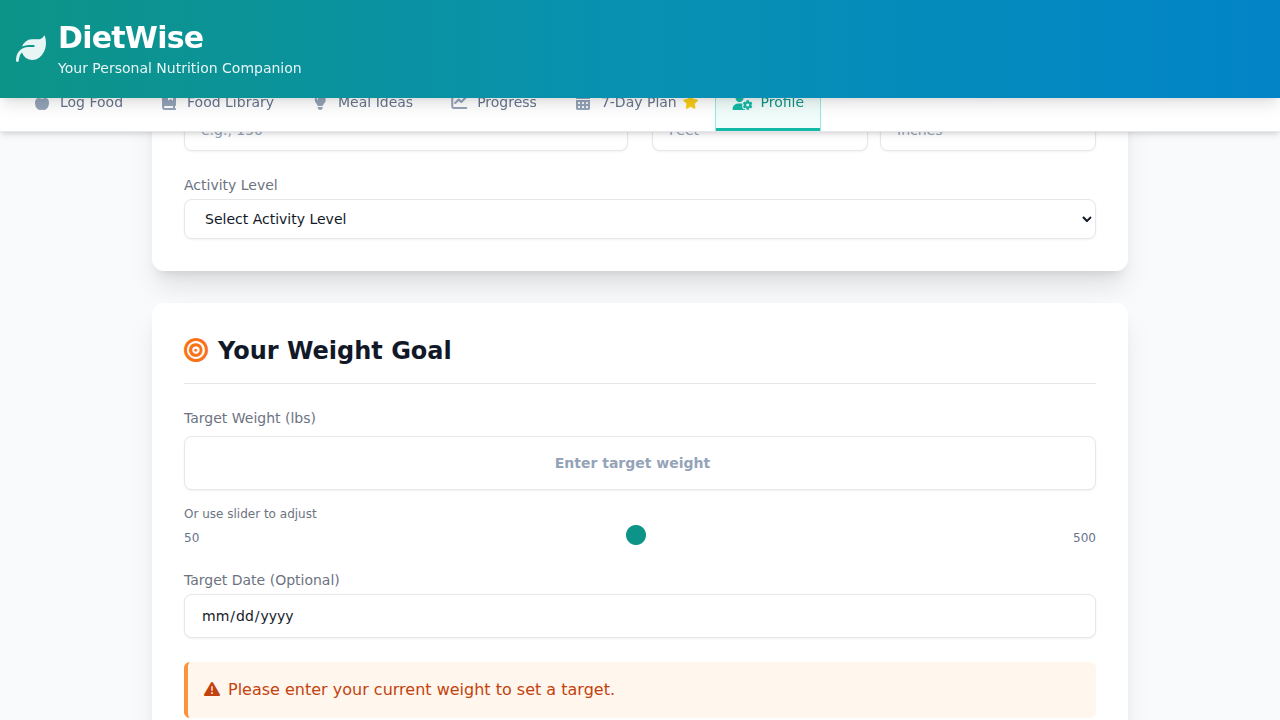 DietWise
Your Personal Nutrition Companion
Log Food
Food Library
Meal Ideas
Progress
7-Day Plan
Profile
e.g., 150
Feet
Inches
Activity Level
Select Activity Level
Your Weight Goal
Target Weight (lbs)
Enter target weight
Or use slider to adjust
50
500
Target Date (Optional)
mm/dd/yyyy
Please enter your current weight to set a target.